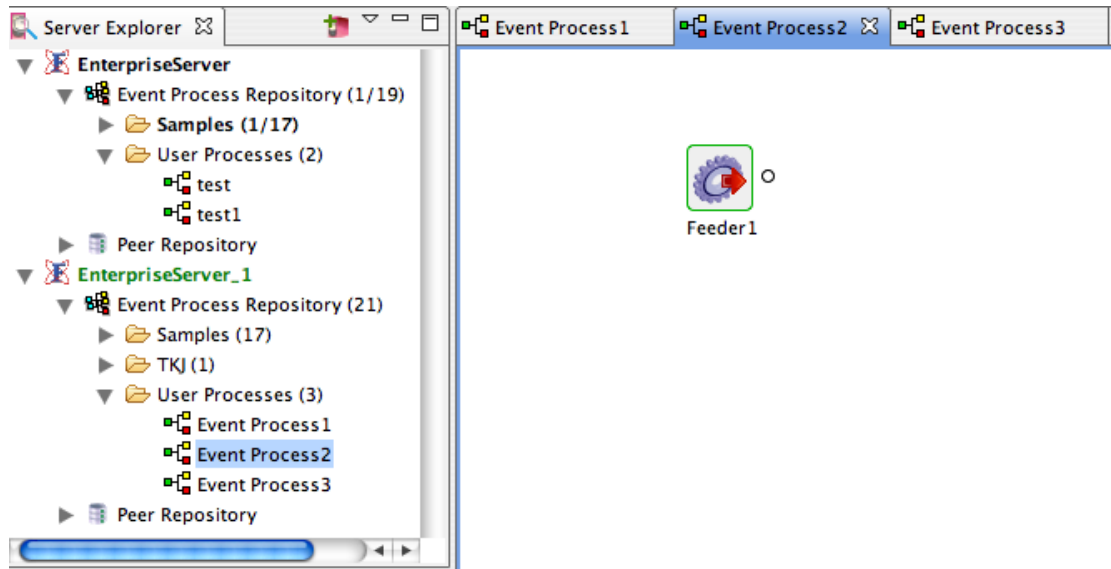 Server Explorer
Event Process1
Event Process2
Event Process3
EnterpriseServer
Event Process Repository (1/19)
Samples (1/17)
User Processes (2)
test
test1
Peer Repository
EnterpriseServer_1
Event Process Repository (21)
Samples (17)
TKJ (1)
User Processes (3)
Event Process1
Event Process2
Event Process3
Peer Repository
Feeder1